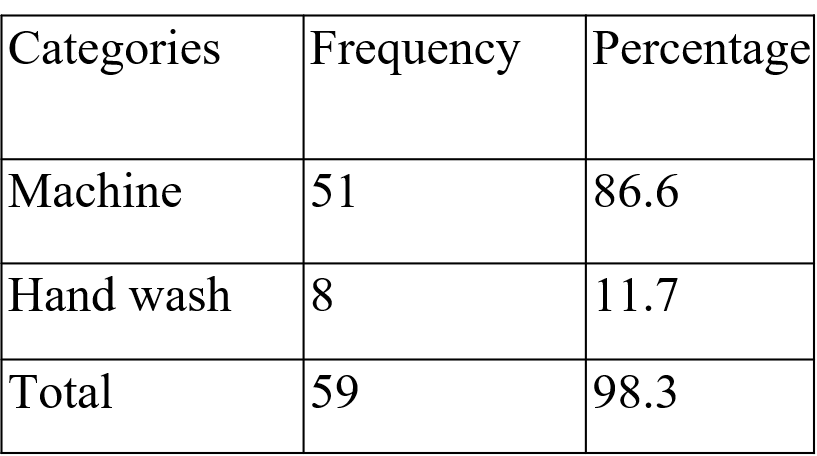 Categories Frequency Percentage
Machine 51 86.6
Hand wash 8 11.7
Total 59 98.3